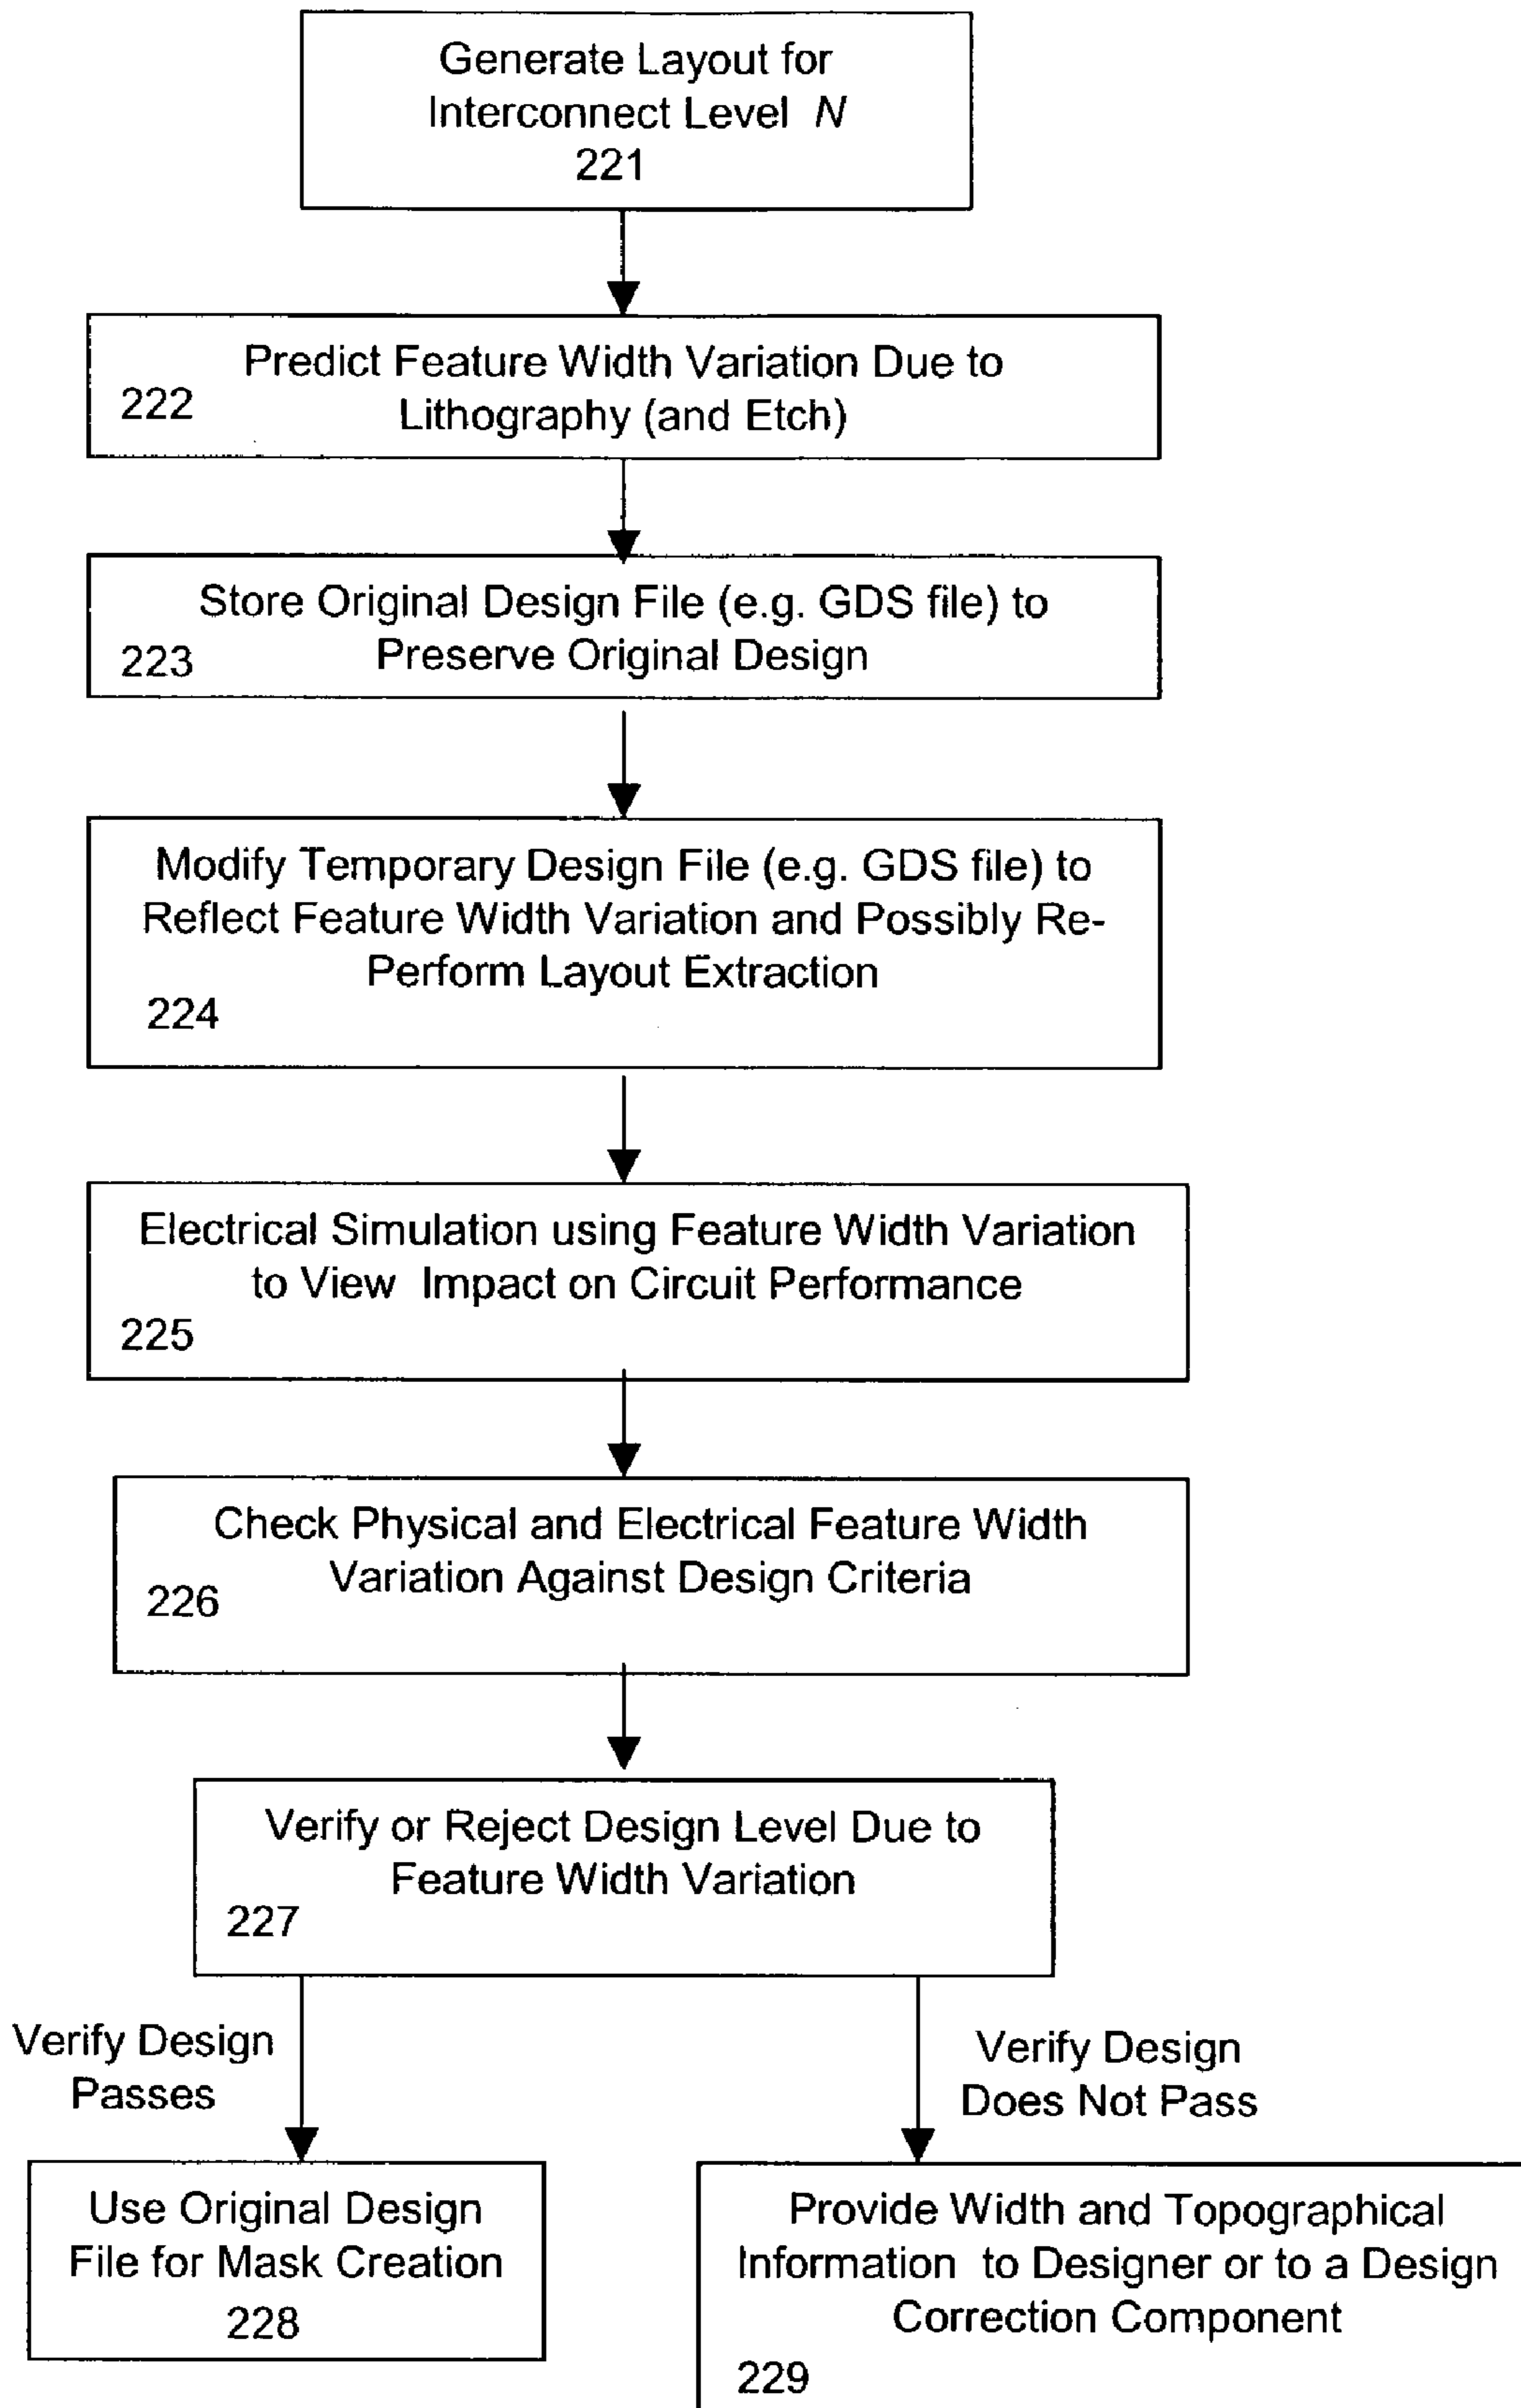 Generate Layout for
Interconnect Level N
221
Predict Feature Width Variation Due to
222
Lithography (and Etch)
Store Original Design File (e.g. GDS file) to
223
Preserve Original Design
Modify Temporary Design File (e.g. GDS file) to
Reflect Feature Width Variation and Possibly Re-
Perform Layout Extraction
224
Electrical Simulation using Feature Width Variation
to View Impact on Circuit Performance
225
Check Physical and Electrical Feature Width
Variation Against Design Criteria
226
Verify or Reject Design Level Due to
Feature Width Variation
227
Verify Design
Passes
Verify Design
Does Not Pass
Use Original Design
File for Mask Creation
228
Provide Width and Topographical
Information to Designer or to a Design
Correction Component
229